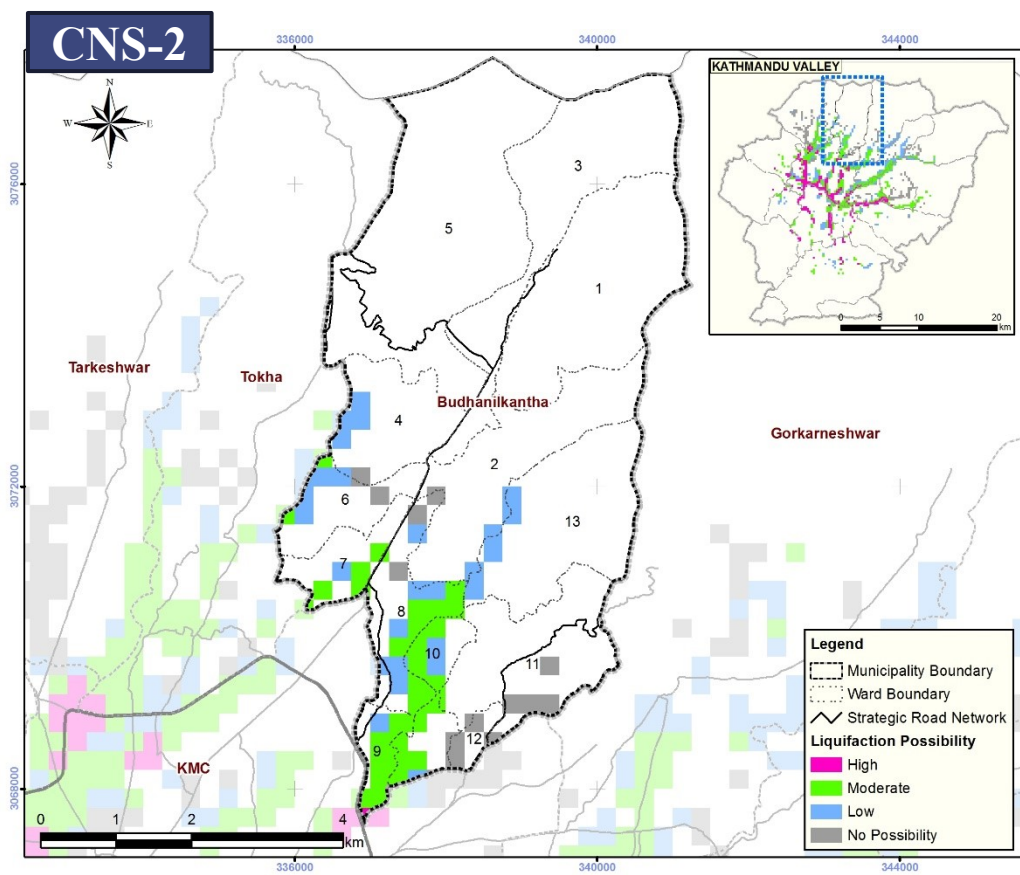 CNS-2
336000
340000
344000
N
W
E
S
KATHMANDU VALLEY
0
5
10
20
km
3076000
3072000
3068000
3
5
1
Tarkeshwar
Tokha
Budhanilkantha
4
Gorkarneshwar
2
6
13
7
8
10
11
12
9
KMC
Legend
Municipality Boundary
Ward Boundary
Strategic Road Network
Liquifaction Possibility
High
Moderate
Low
No Possibility
0
1
2
4
km
336000
340000
344000